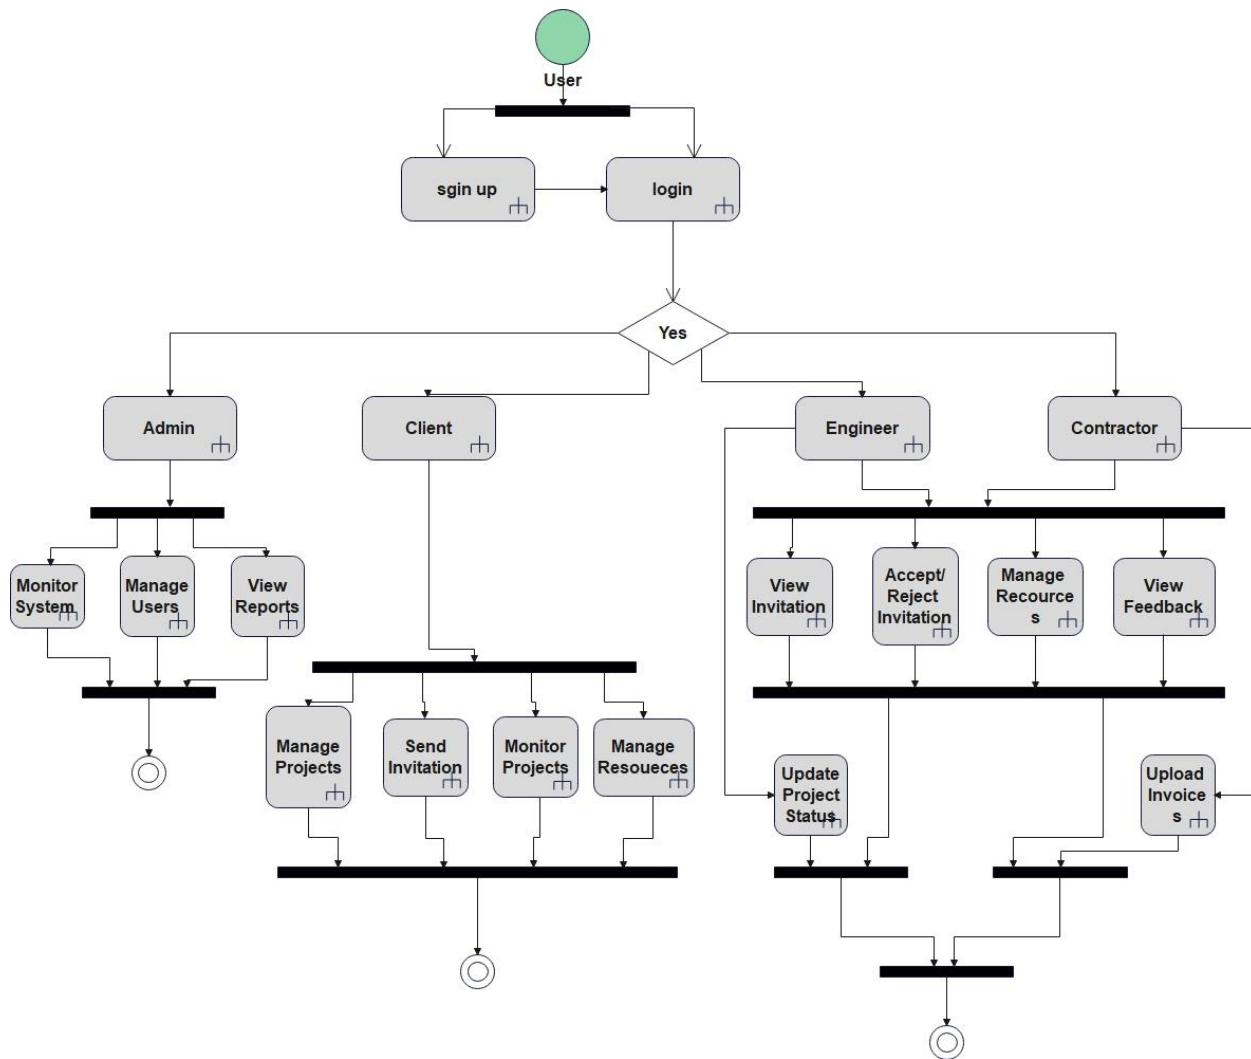 User
sgin up
login
Yes
Admin
Client
Engineer
Contractor
Monitor
System
Manage
Users
View
Reports
View
Invitation
Accept/
Reject
Invitation
Manage
Recource
s
View
Feedback
Manage
Projects
Send
Invitation
Monitor
Projects
Manage
Resoueces
Update
Project
Status
Upload
Invoice
s